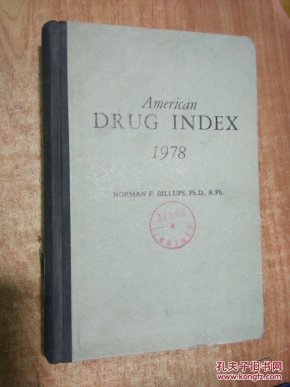 American
DRUG INDEX
1978
NORMAN F. BILLUPS, Ph.D., R.Ph.
孔夫子旧书网